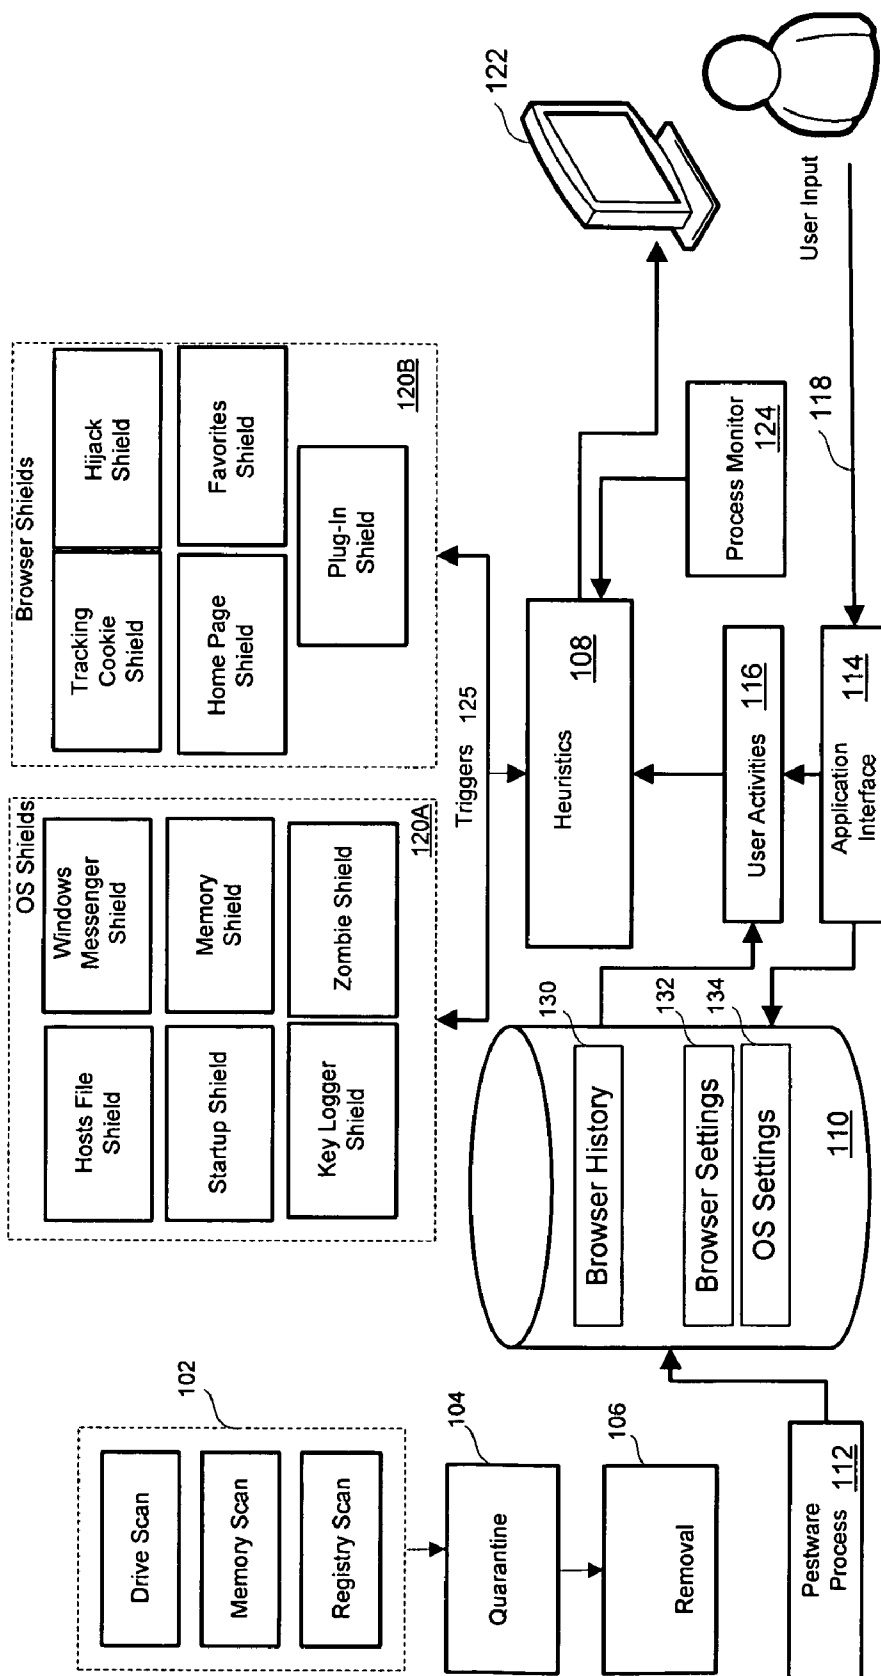 102
Drive Scan
Memory Scan
Registry Scan
104
Quarantine
106
Removal
Pestware
Process
112
OS Shields
Hosts File
Shield
Windows
Messenger
Shield
Startup Shield
Memory
Shield
Key Logger
Shield
Zombie Shield
120A
Browser Shields
Tracking
Cookie
Shield
Hijack
Shield
Home Page
Shield
Favorites
Shield
Plug-In
Shield
120B
Triggers 125
130
Browser History
132
Browser Settings
134
OS Settings
110
Heuristics
108
User Activities
116
Application
Interface
114
Process Monitor
124
122
118
User Input